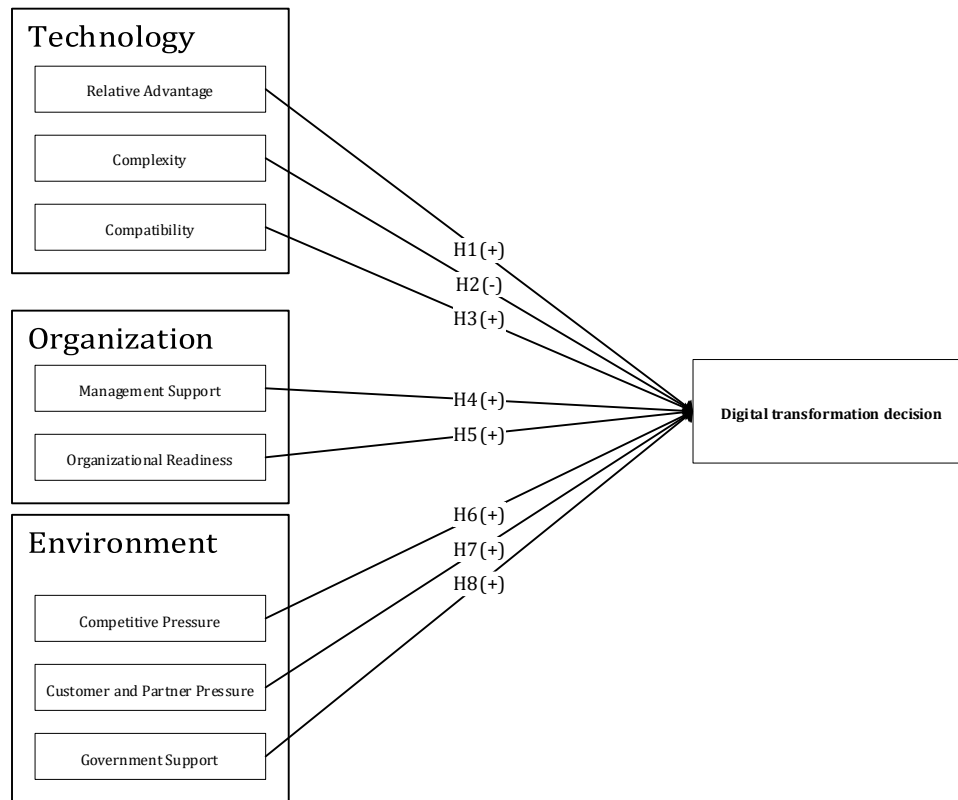 Technology
Relative Advantage
Complexity
Compatibility
H1(+)
H2(-)
H3(+)
Organization
Management Support
Organizational Readiness
H4(+)
H5(+)
Digital transformation decision
Environment
Competitive Pressure
Customer and Partner Pressure
Government Support
H6(+)
H7(+)
H8(+)